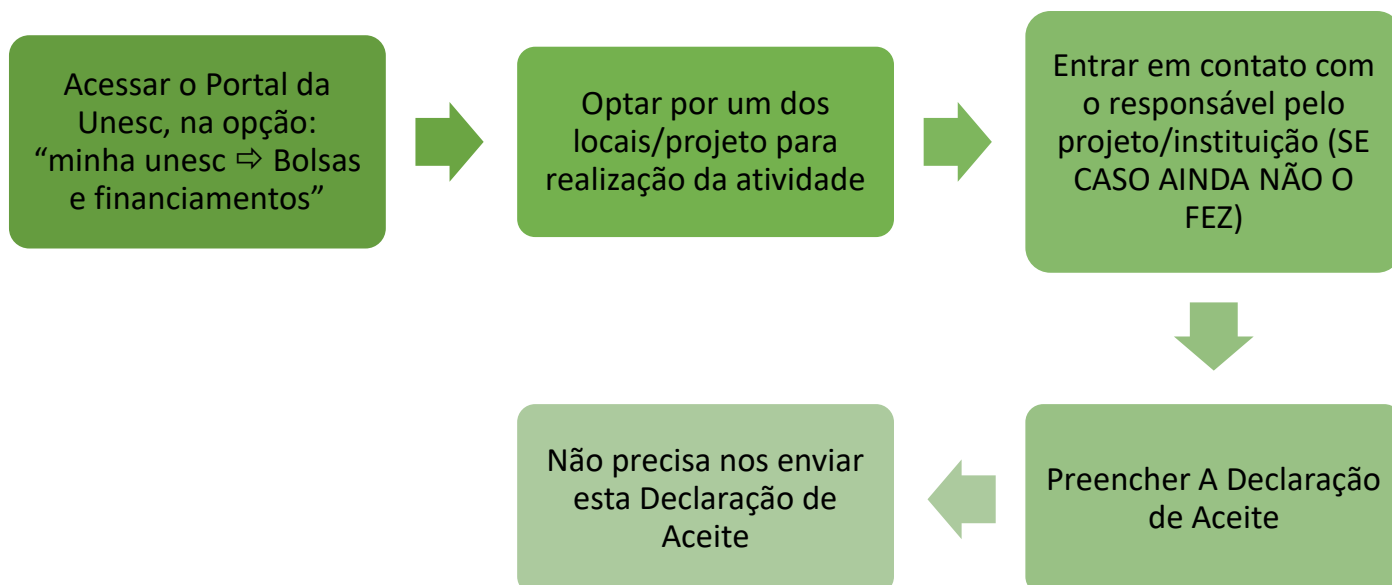 Acessar o Portal da
Unesc, na opção:
“minha unesc ⇨ Bolsas
e financiamentos”
Optar por um dos
locais/projeto para
realização da atividade
Entrar em contato com
o responsável pelo
projeto/instituição (SE
CASO AINDA NÃO O
FEZ)
Preencher A Declaração
de Aceite
Não precisa nos enviar
esta Declaração de
Aceite